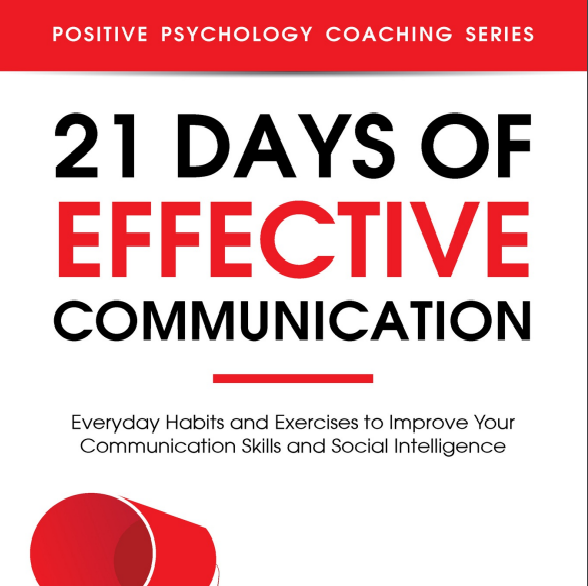 POSITIVE PSYCHOLOGY COACHING SERIES
21 DAYS OF
EFFECTIVE
COMMUNICATION
Everyday Habits and Exercises to Improve Your
Communication Skills and Social Intelligence